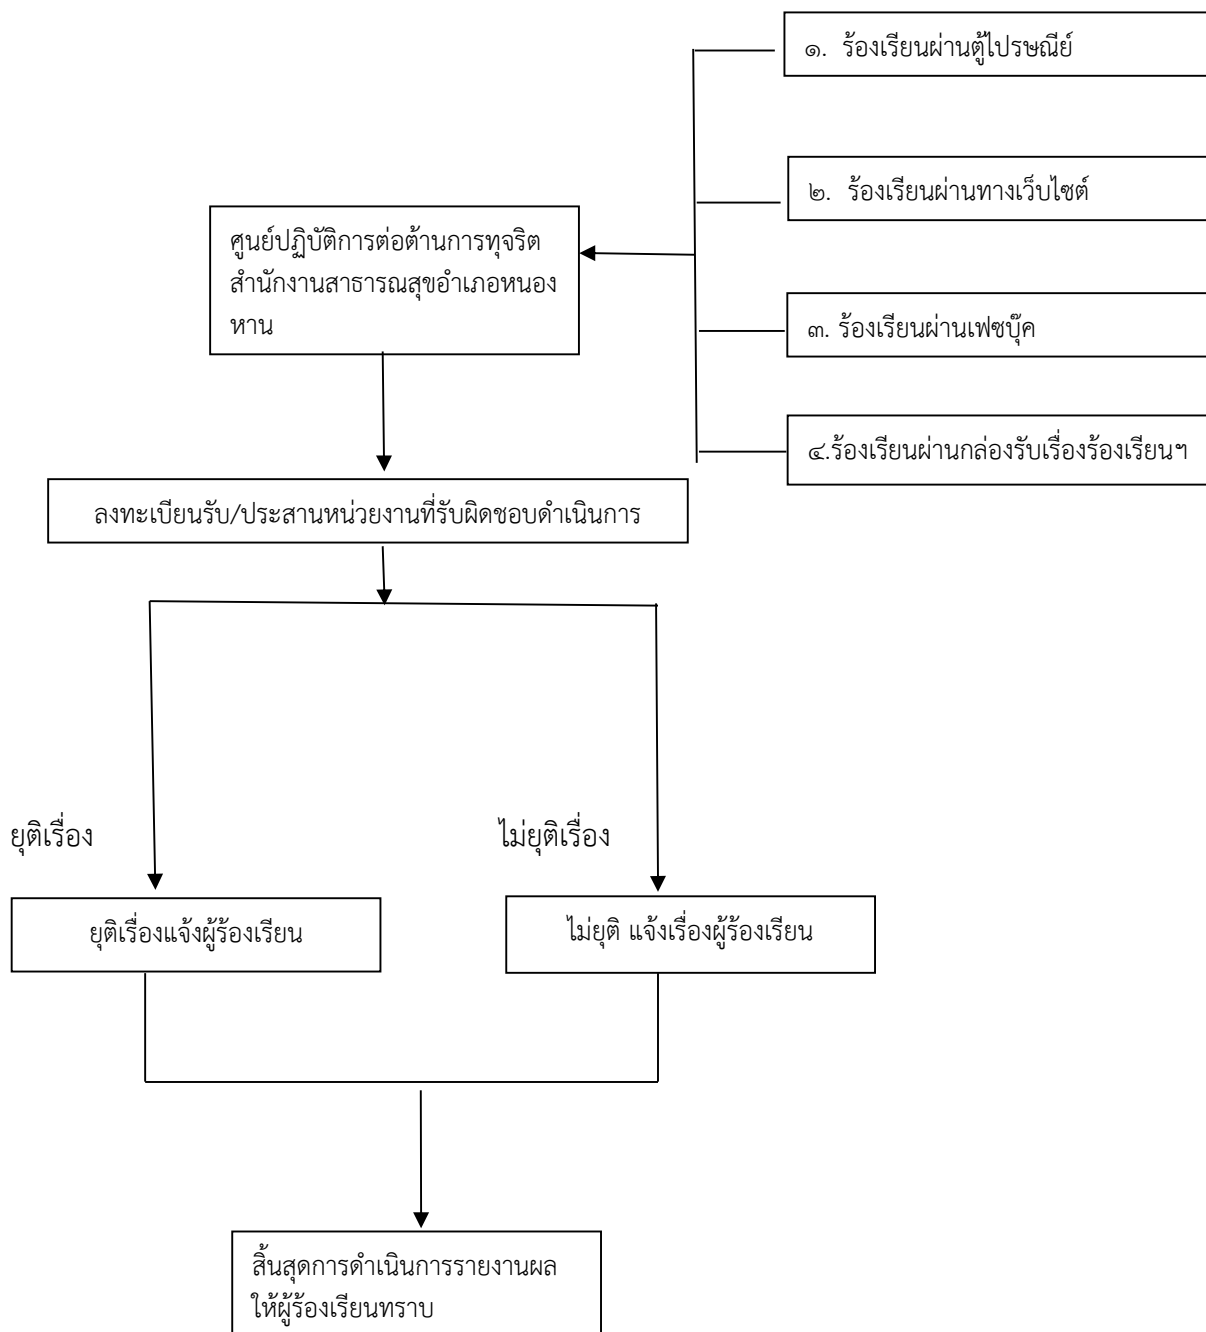 ๑.  ร้องเรียนผ่านตู้ไปรษณีย์
๒.  ร้องเรียนผ่านทางเว็บไซต์
ศูนย์ปฏิบัติการต่อต้านการทุจริต
สำนักงานสาธารณสุขอำเภอหนอง
หาน
๓. ร้องเรียนผ่านเฟซบุ๊ค
๔.ร้องเรียนผ่านกล่องรับเรื่องร้องเรียนฯ
ลงทะเบียนรับ/ประสานหน่วยงานที่รับผิดชอบดำเนินการ
ยุติเรื่อง
ไม่ยุติเรื่อง
ยุติเรื่องแจ้งผู้ร้องเรียน
ไม่ยุติ แจ้งเรื่องผู้ร้องเรียน
สิ้นสุดการดำเนินการรายงานผล
ให้ผู้ร้องเรียนทราบ